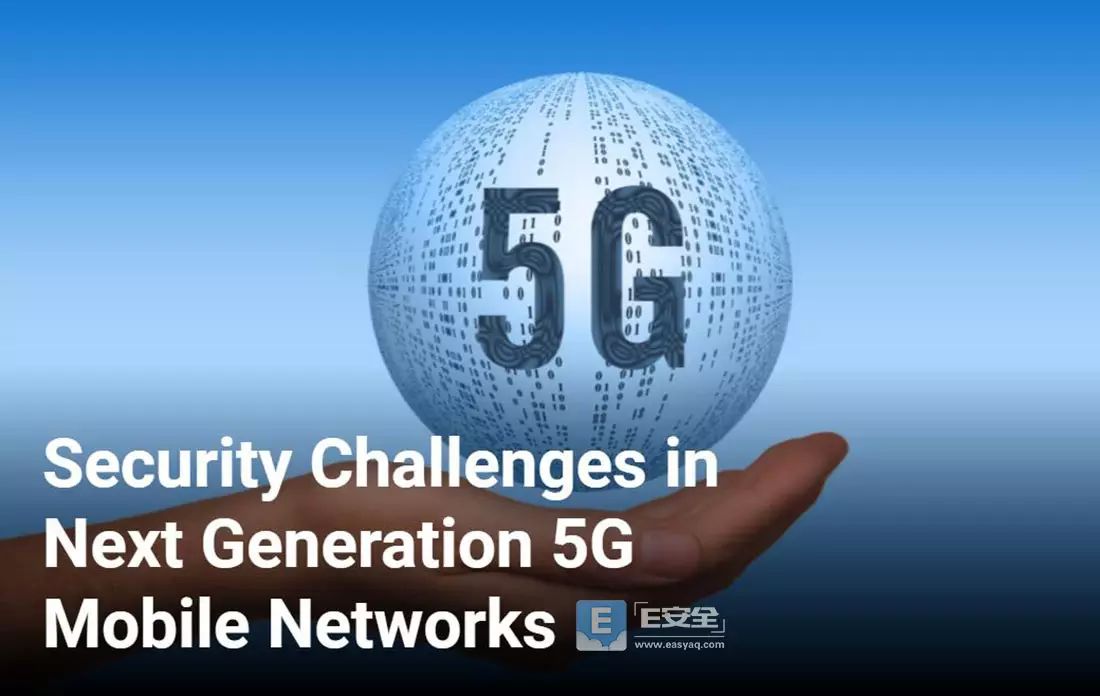 5G
Security Challenges in
Next Generation 5G
Mobile Networks
E
E安全
www.easyaq.com